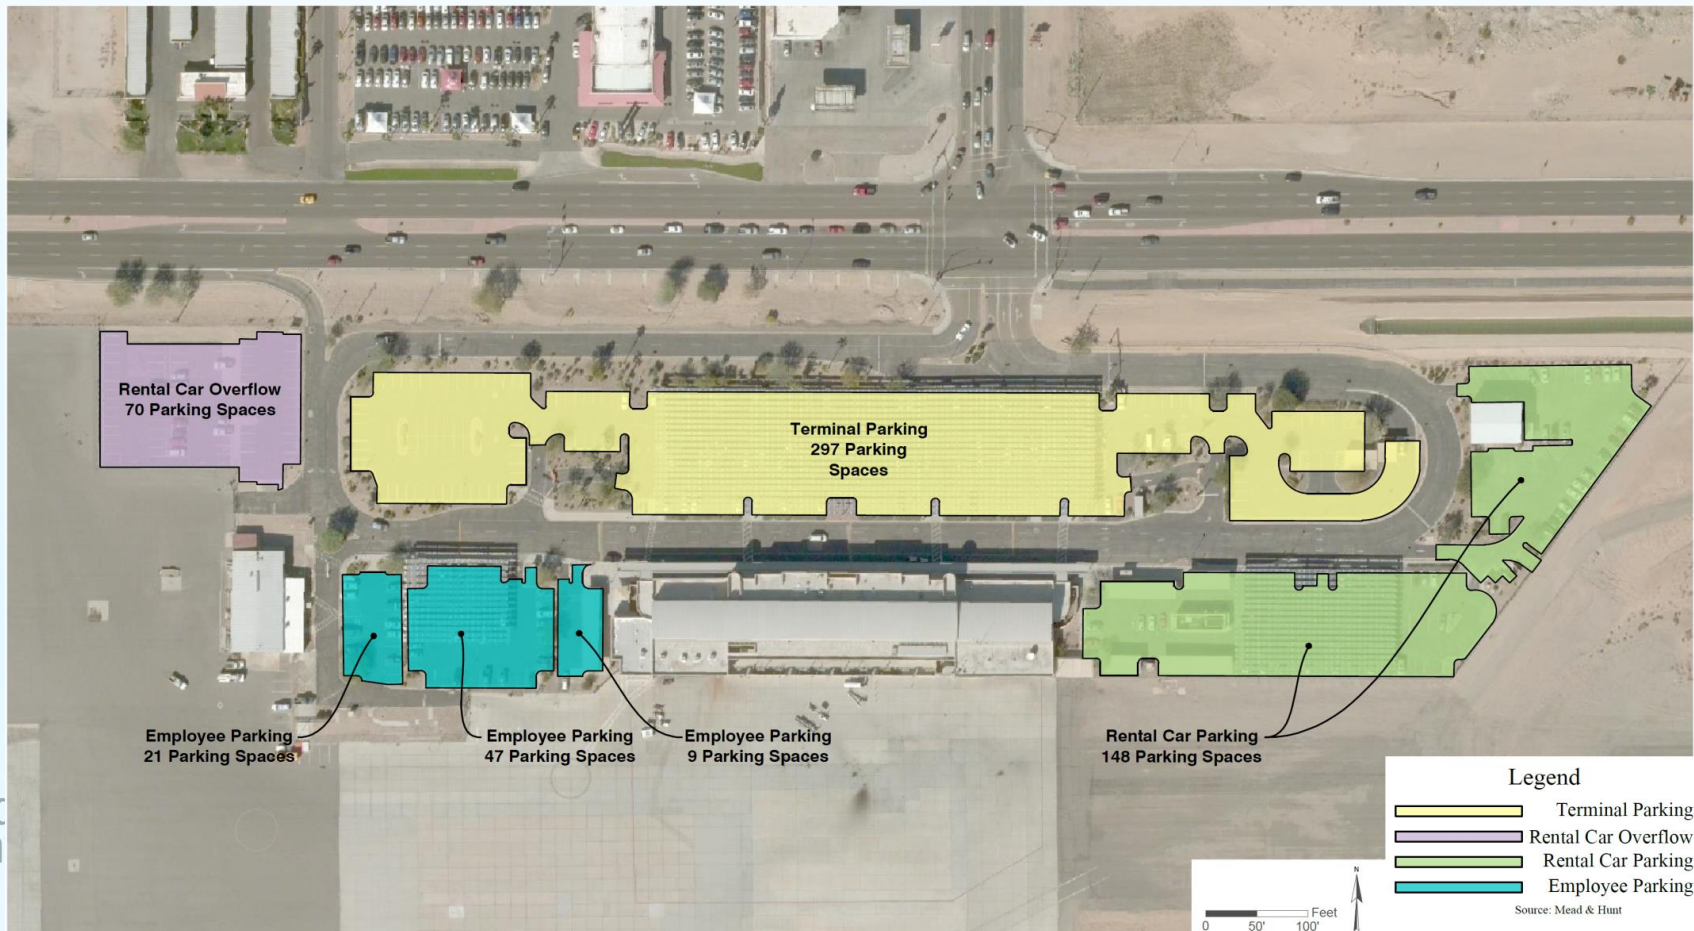 Rental Car Overflow
70 Parking Spaces
Terminal Parking
297 Parking
Spaces
Employee Parking
21 Parking Spaces
Employee Parking
47 Parking Spaces
Employee Parking
9 Parking Spaces
Rental Car Parking
148 Parking Spaces
Legend
Terminal Parking
Rental Car Overflow
Rental Car Parking
Employee Parking
Source: Mead & Hunt
N
Feet
0 50' 100'